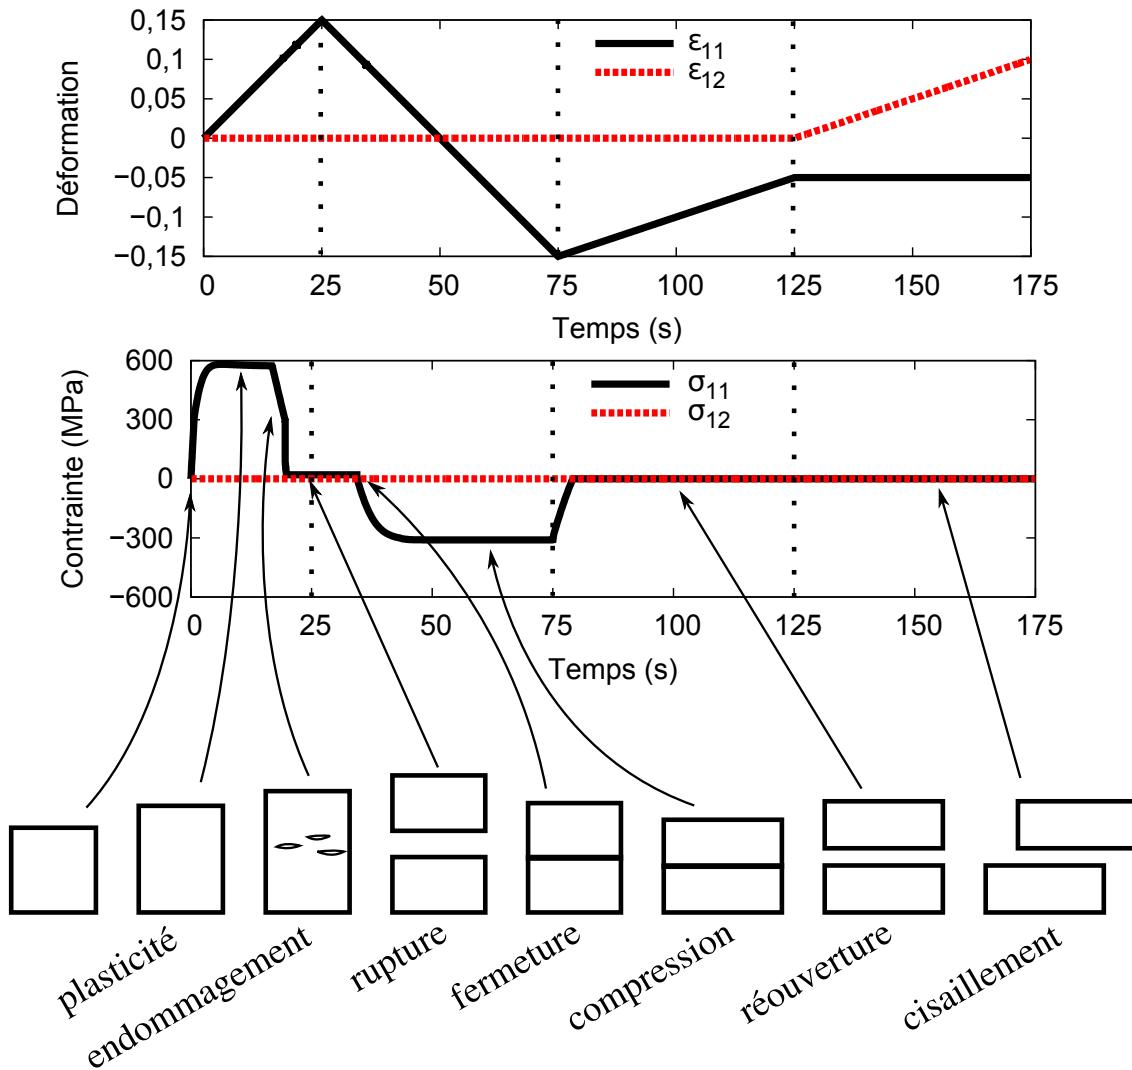 0,15
0,1
0,05
0
−0,05
−0,1
−0,15
Déformation
ε11
ε12
0 25 50 75 100 125 150 175
Temps (s)
600
300
0
−300
−600
Contrainte (MPa)
σ11
σ12
0 25 50 75 100 125 150 175
Temps (s)
plasticité
endommagement
rupture
fermeture
compression
réouverture
cisaillement